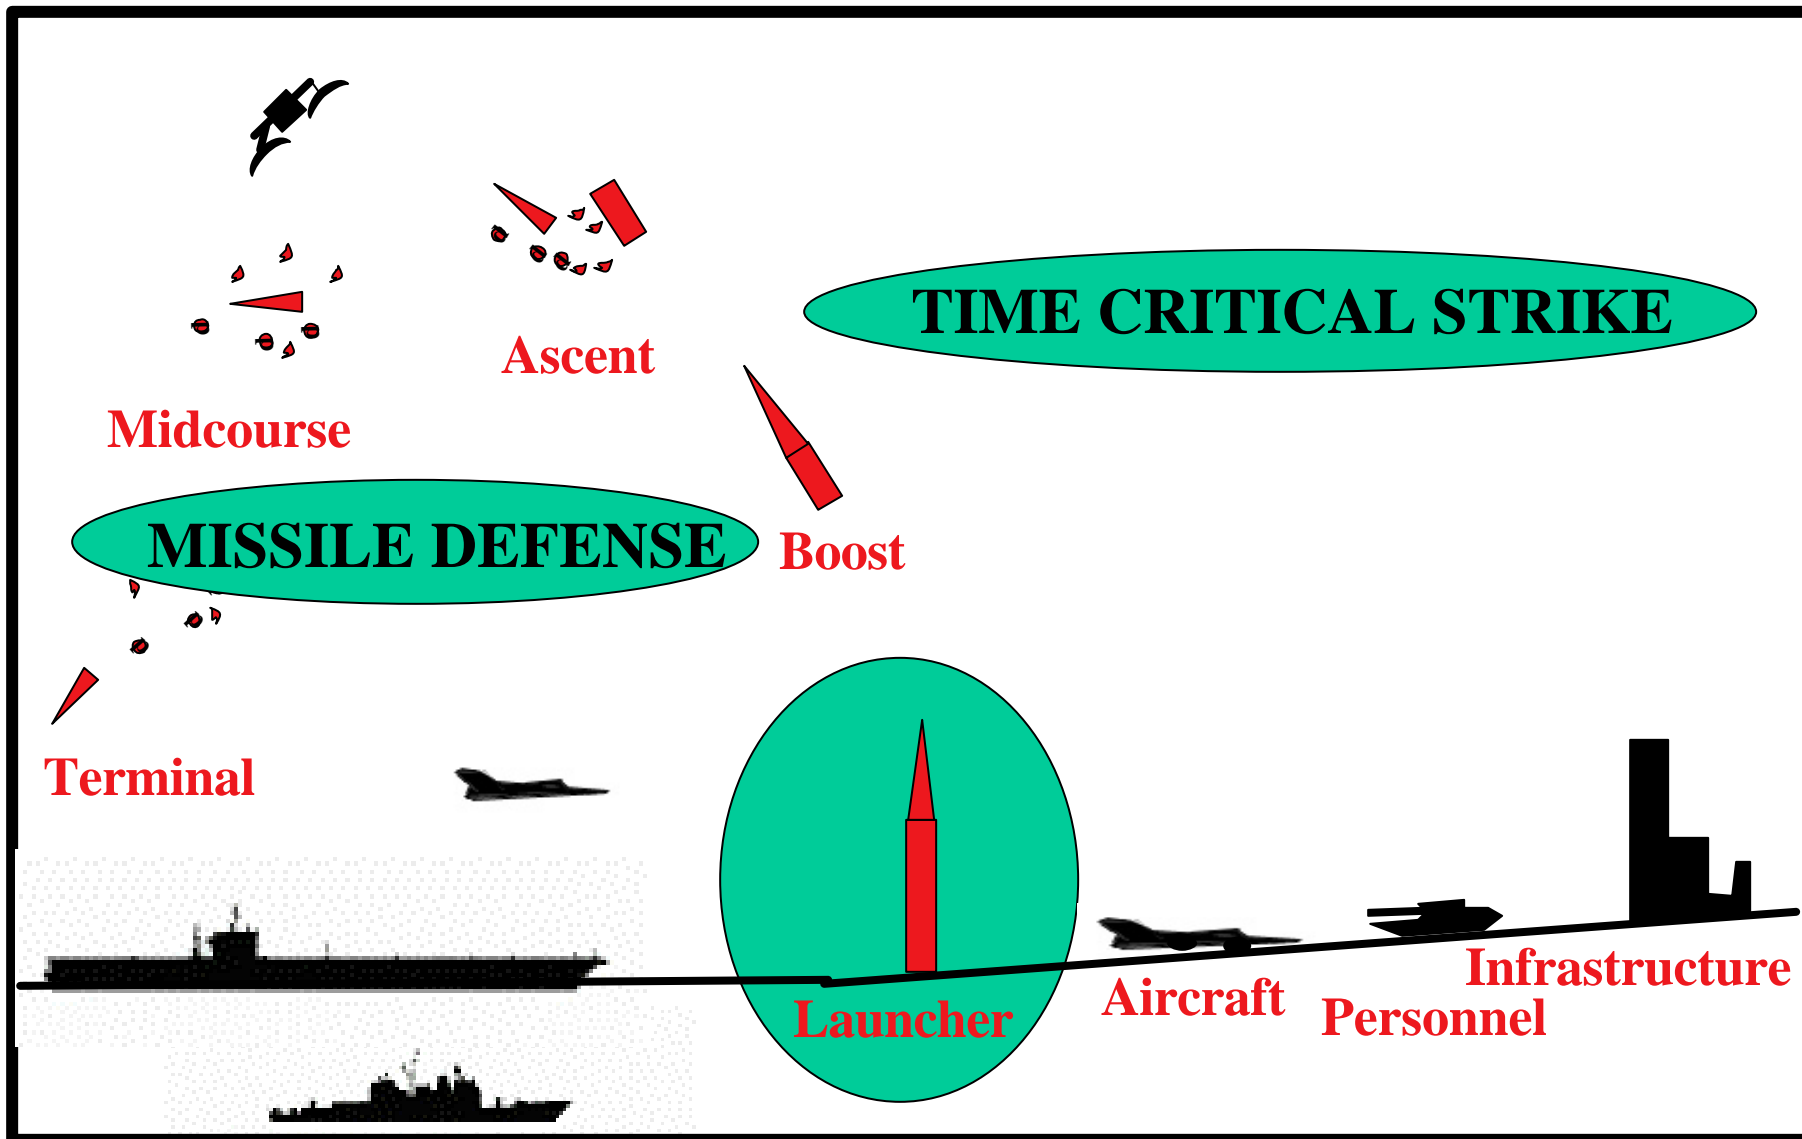 TIME CRITICAL STRIKE
Ascent
Midcourse
MISSILE DEFENSE
Boost
Terminal
Launcher
Aircraft
Personnel
Infrastructure